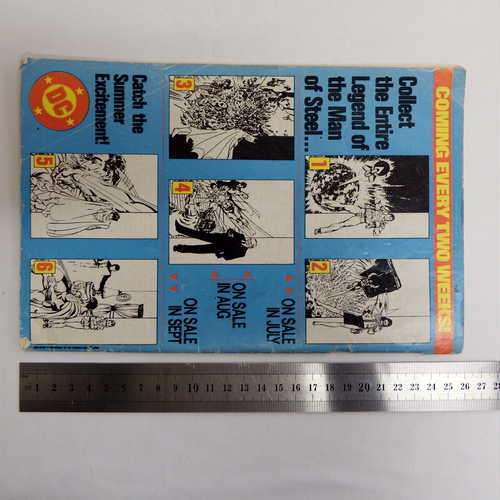 COMING EVERY TWO WEEKS!
Collect
the Entire
Legend of
the Man
of Steel...
1
2
ON SALE
IN JULY
3
4
ON SALE
IN AUG
Catch the
Summer
Excitement!
5
6
ON SALE
IN SEPT
DC
1 2 3 4 5 6 7 8 9 10 11 12 13 14 15 16 17 18 19 20 21 22 23 24 25 26 27 28